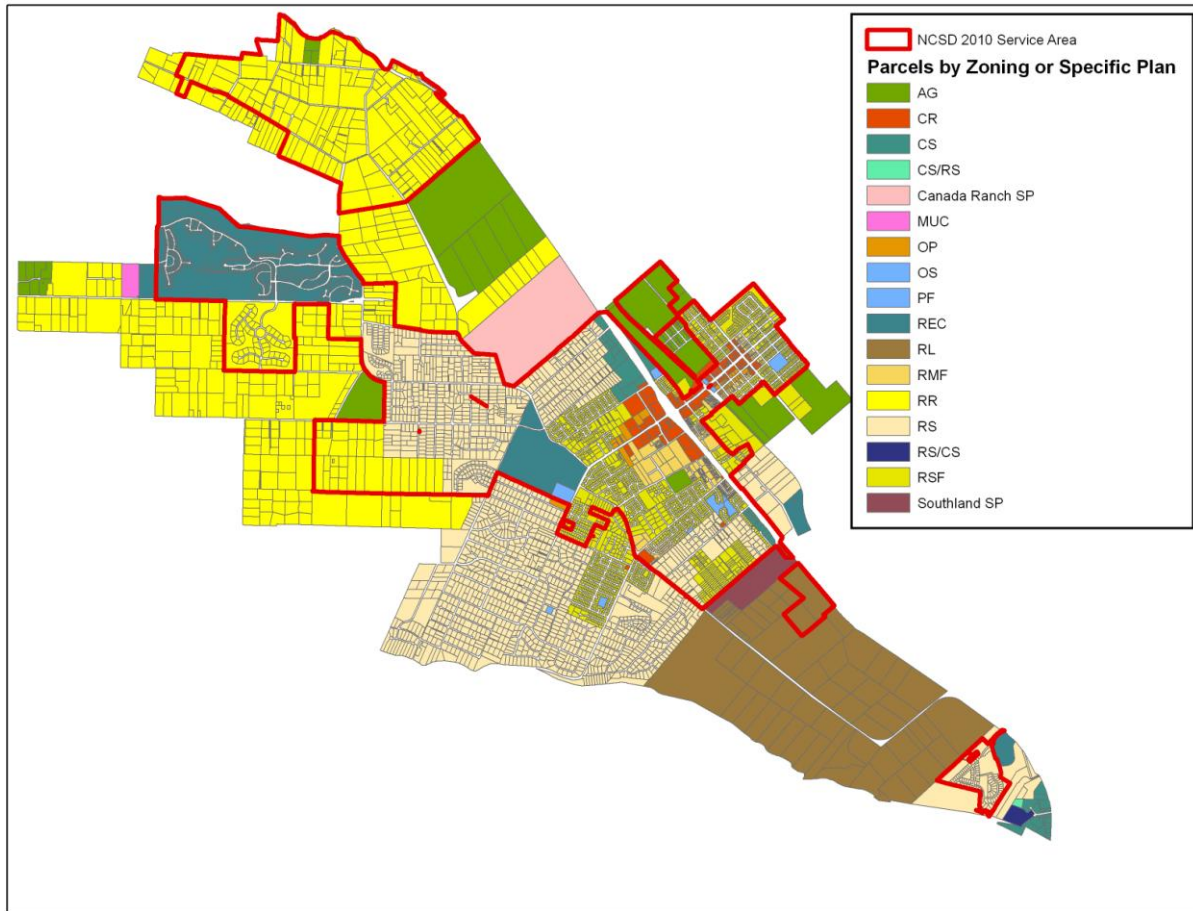 NCSD 2010 Service Area
Parcels by Zoning or Specific Plan
AG
CR
CS
CS/RS
Canada Ranch SP
MUC
OP
OS
PF
REC
RL
RMF
RR
RS
RS/CS
RSF
Southland SP